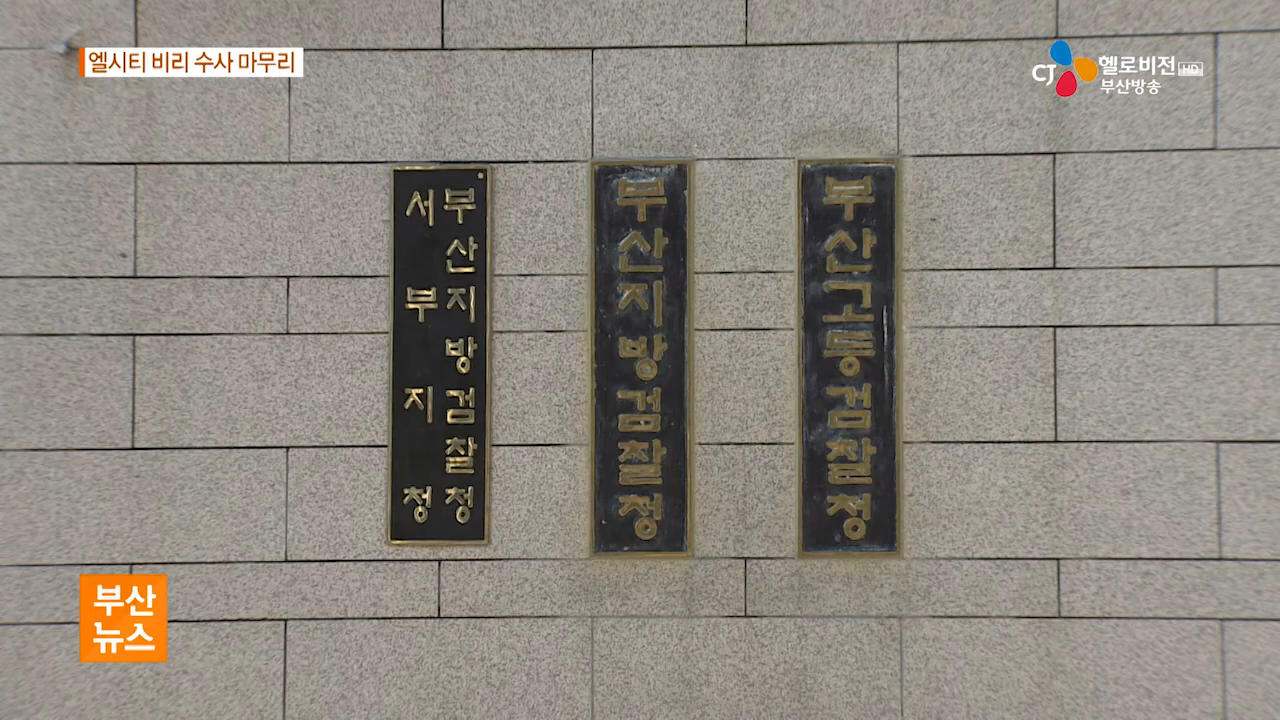 엘시티 비리 수사 마무리
CJ 헬로비전 HD
부산방송
부산지방검찰청
서부지청
부산지방검찰청
부산고등검찰청
부산
뉴스